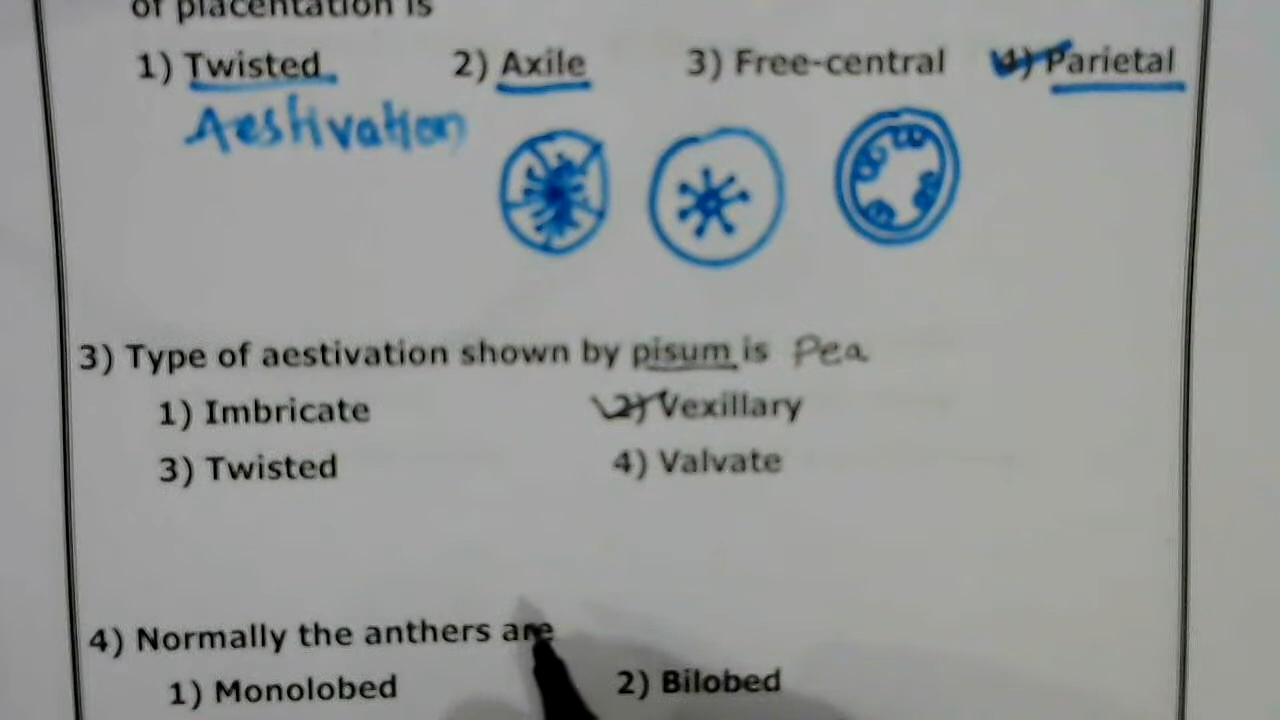 of placentation is
1) Twisted 2) Axile 3) Free-central 4) Parietal
Aestivation
3) Type of aestivation shown by pisum is Pea
1) Imbricate 2) Vexillary
3) Twisted 4) Valvate
4) Normally the anthers are
1) Monolobed 2) Bilobed